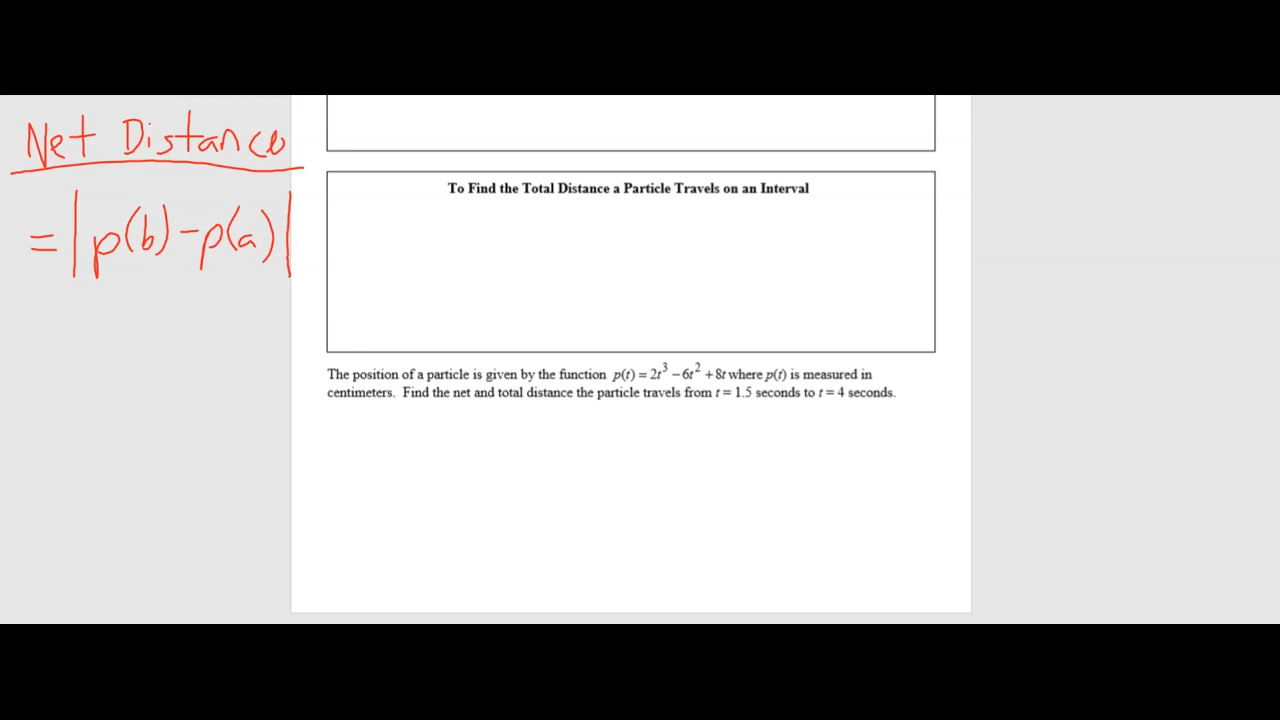 Net Distance
= |p(b) - p(a)|
To Find the Total Distance a Particle Travels on an Interval
The position of a particle is given by the function p(t) = 2t³ − 6t² + 8t where p(t) is measured in
centimeters. Find the net and total distance the particle travels from t = 1.5 seconds to t = 4 seconds.